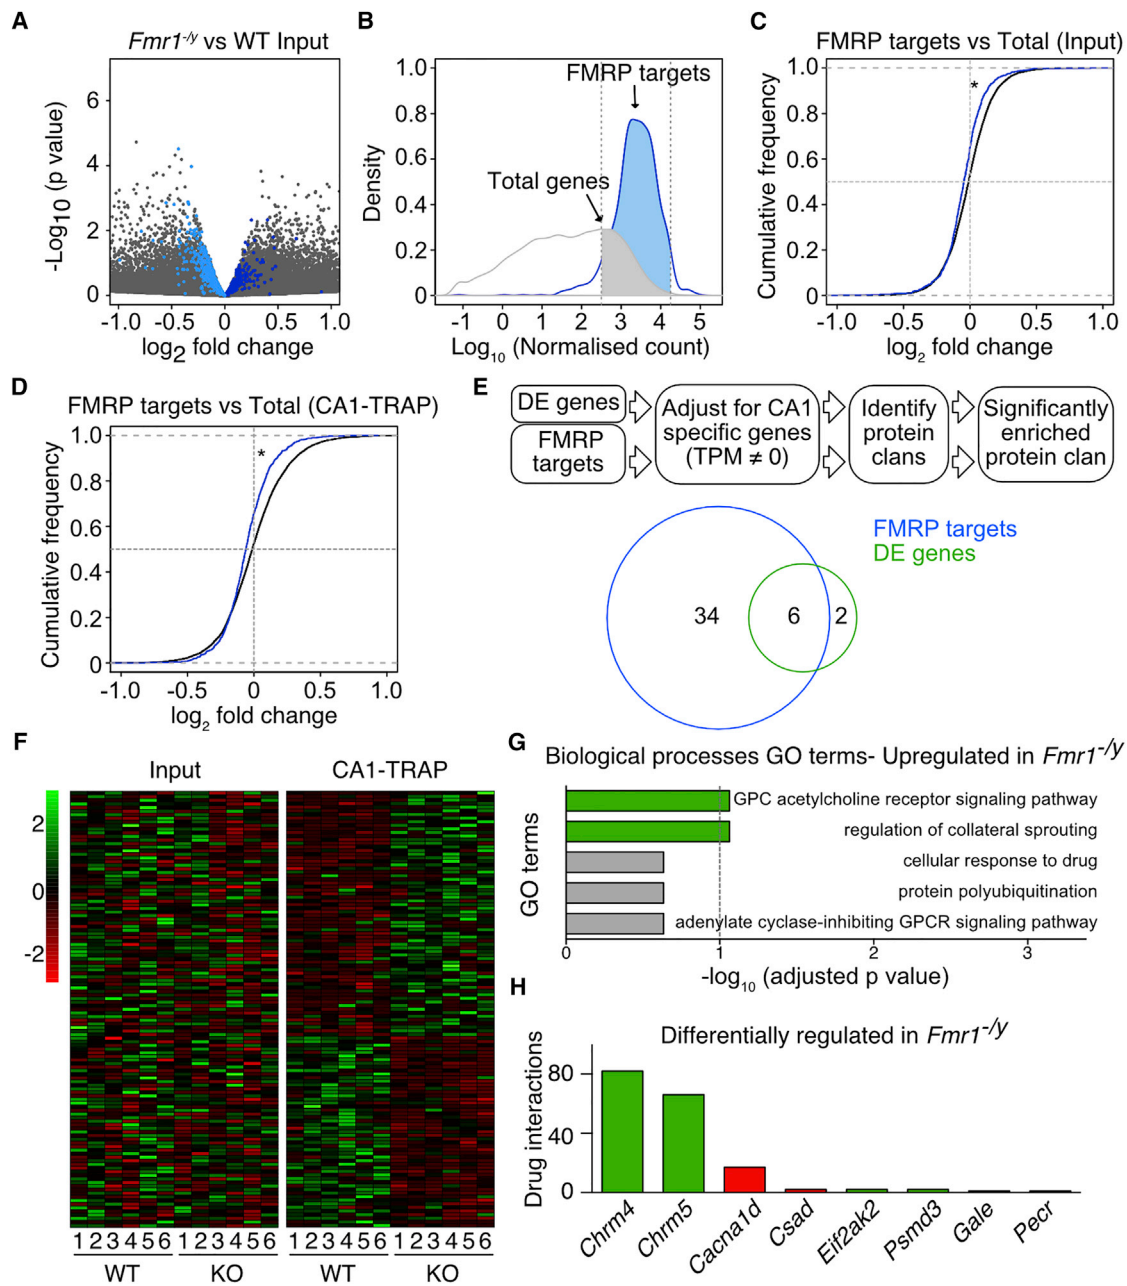 A
Fmr1-/y vs WT Input
-Log10 (p value)
6
4
2
0
-1.0 -0.5 0 0.5 1.0
log2 fold change
B
FMRP targets
Total genes
Density
1.0
0.8
0.6
0.4
0.2
0
-1 0 1 2 3 4 5
Log10 (Normalised count)
C
FMRP targets vs Total (Input)
*
Cumulative frequency
1.0
0.8
0.6
0.4
0.2
0
-1.0 -0.5 0 0.5 1.0
log2 fold change
D
FMRP targets vs Total (CA1-TRAP)
*
Cumulative frequency
1.0
0.8
0.6
0.4
0.2
0
-1.0 -0.5 0 0.5 1.0
log2 fold change
E
DE genes
FMRP
targets
Adjust for CA1
specific genes
(TPM ≠ 0)
Identify
protein
clans
Significantly
enriched
protein clan
FMRP targets
DE genes
34 6 2
F
Input CA1-TRAP
2
0
-2
1 2 3 4 5 6 1 2 3 4 5 6 1 2 3 4 5 6 1 2 3 4 5 6
WT KO WT KO
G
Biological processes GO terms- Upregulated in Fmr1-/y
GO terms
GPC acetylcholine receptor signaling pathway
regulation of collateral sprouting
cellular response to drug
protein polyubiquitination
adenylate cyclase-inhibiting GPCR signaling pathway
0 1 2 3
-log10 (adjusted p value)
H
Differentially regulated in Fmr1-/y
Drug interactions
80
40
0
Chrm4 Chrm5 Cacna1d Csad Eif2ak2 Psmd3 Gale Pecr